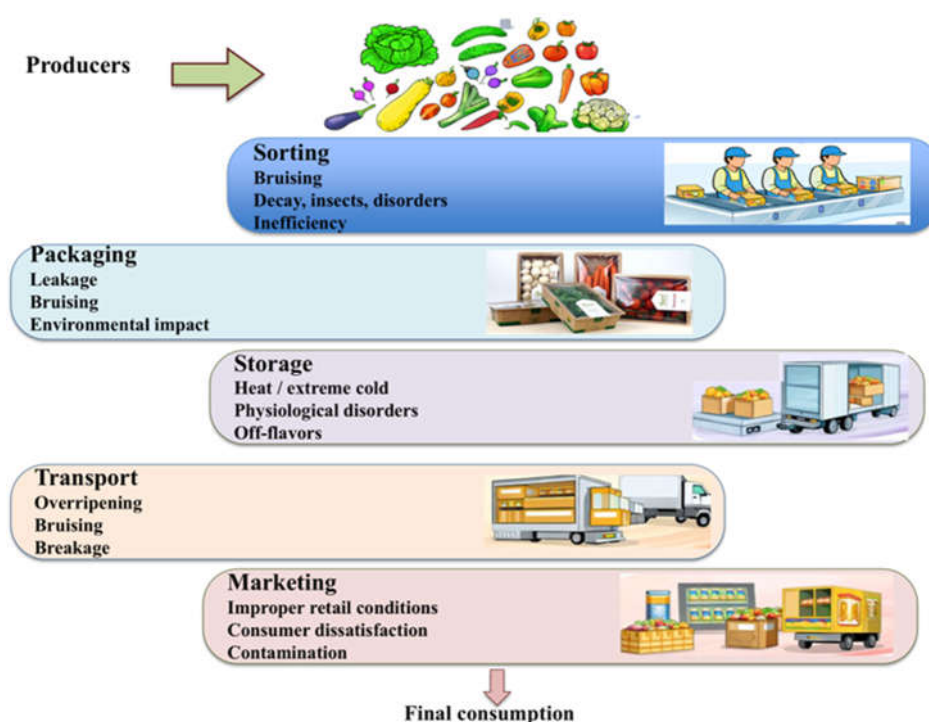 Producers
Sorting
Bruising
Decay, insects, disorders
Inefficiency
Packaging
Leakage
Bruising
Environmental impact
Storage
Heat / extreme cold
Physiological disorders
Off-flavors
Transport
Overripening
Bruising
Breakage
Marketing
Improper retail conditions
Consumer dissatisfaction
Contamination
Final consumption